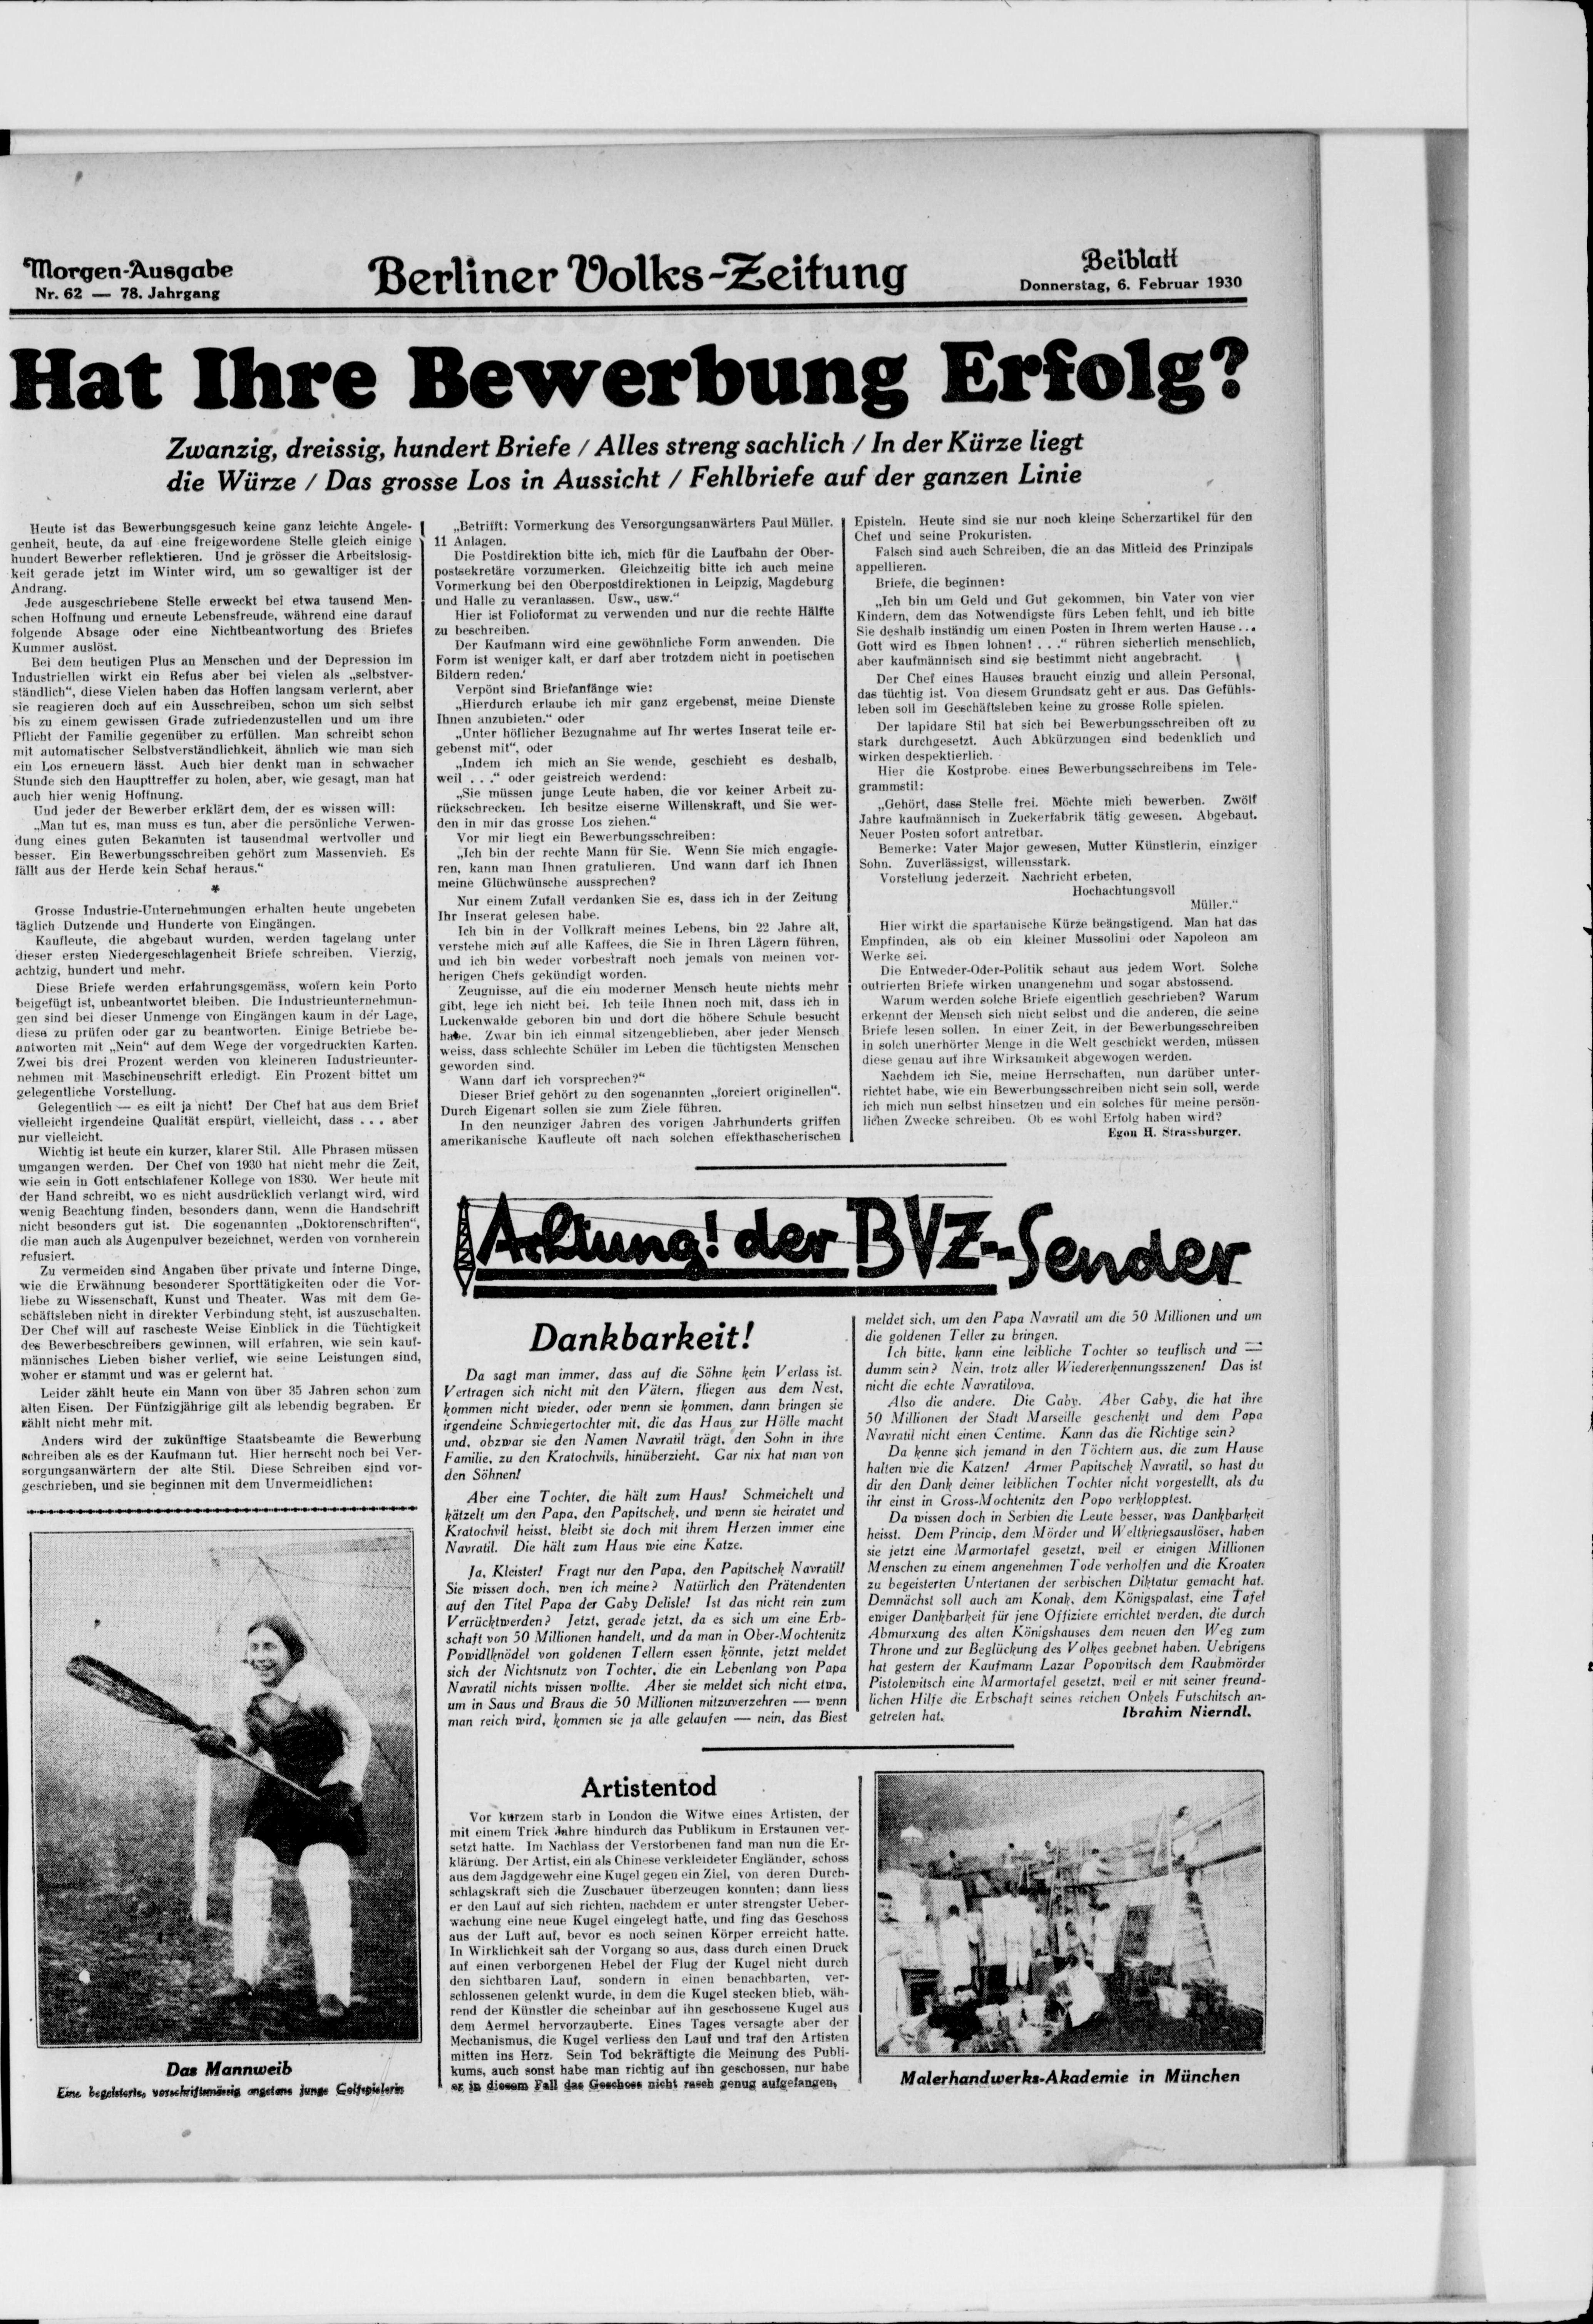 Morgen-Ausgabe
Nr. 62 — 78. Jahrgang
Berliner Volks-Zeitung
Beiblatt
Donnerstag, 6. Februar 1930
Hat Ihre Bewerbung Erfolg?
Zwanzig, dreissig, hundert Briefe / Alles streng sachlich / In der Kürze liegt
die Würze / Das grosse Los in Aussicht / Fehlbriefe auf der ganzen Linie
Heute ist das Bewerbungsgesuch keine ganz leichte Angele-
genheit, heute, da auf eine freigewordene Stelle gleich einige
hundert Bewerber reflektieren. Und je grösser die Arbeitslosig-
keit gerade jetzt im Winter wird, um so gewaltiger ist der
Andrang.
Jede ausgeschriebene Stelle erweckt bei etwa tausend Men-
schen Hoffnung und erneute Lebensfreude, während eine darauf
folgende Absage oder eine Nichtbeantwortung des Briefes
Kummer auslöst.
Bei dem heutigen Plus an Menschen und der Depression im
Industriellen wirkt ein Refus aber bei vielen als „selbstver-
ständlich“, diese Vielen haben das Hoffen langsam verlernt, aber
sie reagieren doch auf ein Ausschreiben, schon um sich selbst
bis zu einem gewissen Grade zufriedenzustellen und um ihre
Pflicht der Familie gegenüber zu erfüllen. Man schreibt schon
mit automatischer Selbstverständlichkeit, ähnlich wie man sich
ein Los erneuern lässt. Auch hier denkt man in schwacher
Stunde sich den Haupttreffer zu holen, aber, wie gesagt, man hat
auch hier wenig Hoffnung.
Und jeder der Bewerber erklärt dem, der es wissen will:
„Man tut es, man muss es tun, aber die persönliche Verwen-
dung eines guten Bekannten ist tausendmal wertvoller und
besser. Ein Bewerbungsschreiben gehört zum Massenvieh. Es
fällt aus der Herde kein Schaf heraus.“
*
Grosse Industrie-Unternehmungen erhalten heute ungebeten
täglich Dutzende und Hunderte von Eingängen.
Kaufleute, die abgebaut wurden, werden tagelang unter
dieser ersten Niedergeschlagenheit Briefe schreiben. Vierzig,
achtzig, hundert und mehr.
Diese Briefe werden erfahrungsgemäss, wofern kein Porto
beigefügt ist, unbeantwortet bleiben. Die Industrieunternehmun-
gen sind bei dieser Unmenge von Eingängen kaum in der Lage,
diese zu prüfen oder gar zu beantworten. Einige Betriebe be-
antworten mit „Nein“ auf dem Wege der vorgedruckten Karten.
Zwei bis drei Prozent werden von kleineren Industrieunter-
nehmen mit Maschinenschrift erledigt. Ein Prozent bittet um
gelegentliche Vorstellung.
Gelegentlich — es eilt ja nicht! Der Chef hat aus dem Brief
vielleicht irgendeine Qualität erspürt, vielleicht, dass . . . aber
nur vielleicht.
Wichtig ist heute ein kurzer, klarer Stil. Alle Phrasen müssen
umgangen werden. Der Chef von 1930 hat nicht mehr die Zeit,
wie sein in Gott entschlafener Kollege von 1830. Wer heute mit
der Hand schreibt, wo es nicht ausdrücklich verlangt wird, wird
wenig Beachtung finden, besonders dann, wenn die Handschrift
nicht besonders gut ist. Die sogenannten „Doktorenschriften“,
die man auch als Augenpulver bezeichnet, werden von vornherein
refusiert.
Zu vermeiden sind Angaben über private und interne Dinge,
wie die Erwähnung besonderer Sporttätigkeiten oder die Vor-
liebe zu Wissenschaft, Kunst und Theater. Was mit dem Ge-
schäftsleben nicht in direkter Verbindung steht, ist auszuschalten.
Der Chef will auf rascheste Weise Einblick in die Tüchtigkeit
des Bewerbeschreibers gewinnen, will erfahren, wie sein kauf-
männisches Lieben bisher verlief, wie seine Leistungen sind,
woher er stammt und was er gelernt hat.
Leider zählt heute ein Mann von über 35 Jahren schon zum
alten Eisen. Der Fünfzigjährige gilt als lebendig begraben. Er
zählt nicht mehr mit.
Anders wird der zukünftige Staatsbeamte die Bewerbung
schreiben als es der Kaufmann tut. Hier herrscht noch bei Ver-
sorgungsanwärtern der alte Stil. Diese Schreiben sind vor-
geschrieben, und sie beginnen mit dem Unvermeidlichen:
„Betrifft: Vormerkung des Versorgungsanwärters Paul Müller.
11 Anlagen.
Die Postdirektion bitte ich, mich für die Laufbahn der Ober-
postsekretäre vorzumerken. Gleichzeitig bitte ich auch meine
Vormerkung bei den Oberpostdirektionen in Leipzig, Magdeburg
und Halle zu veranlassen. Usw., usw.“
Hier ist Folioformat zu verwenden und nur die rechte Hälfte
zu beschreiben.
Der Kaufmann wird eine gewöhnliche Form anwenden. Die
Form ist weniger kalt, er darf aber trotzdem nicht in poetischen
Bildern reden.
Verpönt sind Briefanfänge wie:
„Hierdurch erlaube ich mir ganz ergebenst, meine Dienste
Ihnen anzubieten.“ oder
„Unter höflicher Bezugnahme auf Ihr wertes Inserat teile er-
gebenst mit“, oder
„Indem ich mich an Sie wende, geschieht es deshalb,
weil . . .“ oder geistreich werdend:
„Sie müssen junge Leute haben, die vor keiner Arbeit zu-
rückschrecken. Ich besitze eiserne Willenskraft, und Sie wer-
den in mir das grosse Los ziehen.“
Vor mir liegt ein Bewerbungsschreiben:
„Ich bin der rechte Mann für Sie. Wenn Sie mich engagie-
ren, kann man Ihnen gratulieren. Und wann darf ich Ihnen
meine Glüchwünsche aussprechen?
Nur einem Zufall verdanken Sie es, dass ich in der Zeitung
Ihr Inserat gelesen habe.
Ich bin in der Vollkraft meines Lebens, bin 22 Jahre alt,
verstehe mich auf alle Kaffees, die Sie in Ihren Lägern führen,
und ich bin weder vorbestraft noch jemals von meinen vor-
herigen Chefs gekündigt worden.
Zeugnisse, auf die ein moderner Mensch heute nichts mehr
gibt, lege ich nicht bei. Ich teile Ihnen noch mit, dass ich in
Luckenwalde geboren bin und dort die höhere Schule besucht
habe. Zwar bin ich einmal sitzengeblieben, aber jeder Mensch
weiss, dass schlechte Schüler im Leben die tüchtigsten Menschen
geworden sind.
Wann darf ich vorsprechen?“
Dieser Brief gehört zu den sogenannten „forciert originellen“.
Durch Eigenart sollen sie zum Ziele führen.
In den neunziger Jahren des vorigen Jahrhunderts griffen
amerikanische Kaufleute oft nach solchen effekthascherischen
Episteln. Heute sind sie nur noch kleine Scherzartikel für den
Chef und seine Prokuristen.
Falsch sind auch Schreiben, die an das Mitleid des Prinzipals
appellieren.
Briefe, die beginnen:
„Ich bin um Geld und Gut gekommen, bin Vater von vier
Kindern, dem das Notwendigste fürs Leben fehlt, und ich bitte
Sie deshalb inständig um einen Posten in Ihrem werten Hause...
Gott wird es Ihnen lohnen! . . .“ rühren sicherlich menschlich,
aber kaufmännisch sind sie bestimmt nicht angebracht.
Der Chef eines Hauses braucht einzig und allein Personal,
das tüchtig ist. Von diesem Grundsatz geht er aus. Das Gefühls-
leben soll im Geschäftsleben keine zu grosse Rolle spielen.
Der lapidare Stil hat sich bei Bewerbungsschreiben oft zu
stark durchgesetzt. Auch Abkürzungen sind bedenklich und
wirken despektierlich.
Hier die Kostprobe eines Bewerbungsschreibens im Tele-
grammstil:
„Gehört, dass Stelle frei. Möchte mich bewerben. Zwölf
Jahre kaufmännisch in Zuckerfabrik tätig gewesen. Abgebaut.
Neuer Posten sofort antretbar.
Bemerke: Vater Major gewesen, Mutter Künstlerin, einziger
Sohn. Zuverlässigst, willensstark.
Vorstellung jederzeit. Nachricht erbeten.
Hochachtungsvoll
Müller.“
Hier wirkt die spartanische Kürze beängstigend. Man hat das
Empfinden, als ob ein kleiner Mussolini oder Napoleon am
Werke sei.
Die Entweder-Oder-Politik schaut aus jedem Wort. Solche
outrierten Briefe wirken unangenehm und sogar abstossend.
Warum werden solche Briefe eigentlich geschrieben? Warum
erkennt der Mensch sich nicht selbst und die anderen, die seine
Briefe lesen sollen. In einer Zeit, in der Bewerbungsschreiben
in solch unerhörter Menge in die Welt geschickt werden, müssen
diese genau auf ihre Wirksamkeit abgewogen werden.
Nachdem ich Sie, meine Herrschaften, nun darüber unter-
richtet habe, wie ein Bewerbungsschreiben nicht sein soll, werde
ich mich nun selbst hinsetzen und ein solches für meine persön-
lichen Zwecke schreiben. Ob es wohl Erfolg haben wird?
Egon H. Strassburger.
Achtung! der BVZ-Sender
Dankbarkeit!
Da sagt man immer, dass auf die Söhne kein Verlass ist.
Vertragen sich nicht mit den Vätern, fliegen aus dem Nest,
kommen nicht wieder, oder wenn sie kommen, dann bringen sie
irgendeine Schwiegertochter mit, die das Haus zur Hölle macht
und, obzwar sie den Namen Navratil trägt, den Sohn in ihre
Familie, zu den Kratochvils, hinüberzieht. Gar nix hat man von
den Söhnen!
Aber eine Tochter, die hält zum Haus! Schmeichelt und
kätzelt um den Papa, den Papitschek, und wenn sie heiratet und
Kratochvil heisst, bleibt sie doch mit ihrem Herzen immer eine
Navratil. Die hält zum Haus wie eine Katze.
Ja, Kleister! Fragt nur den Papa, den Papitschek Navratil!
Sie wissen doch, wen ich meine? Natürlich den Prätendenten
auf den Titel Papa der Gaby Delisle! Ist das nicht rein zum
Verrücktwerden? Jetzt, gerade jetzt, da es sich um eine Erb-
schaft von 50 Millionen handelt, und da man in Ober-Mochtenitz
Powidlknödel von goldenen Tellern essen könnte, jetzt meldet
sich der Nichtsnutz von Tochter, die ein Lebenlang von Papa
Navratil nichts wissen wollte. Aber sie meldet sich nicht etwa,
um in Saus und Braus die 50 Millionen mitzuverzehren — wenn
man reich wird, kommen sie ja alle gelaufen — nein, das Biest
meldet sich, um den Papa Navratil um die 50 Millionen und um
die goldenen Teller zu bringen.
Ich bitte, kann eine leibliche Tochter so teuflisch und
dumm sein? Nein, trotz aller Wiedererkennungsszenen! Das ist
nicht die echte Navratilova.
Also die andere. Die Gaby. Aber Gaby, die hat ihre
50 Millionen der Stadt Marseille geschenkt und dem Papa
Navratil nicht einen Centime. Kann das die Richtige sein?
Da kenne sich jemand in den Töchtern aus, die zum Hause
halten wie die Katzen! Armer Papitschek Navratil, so hast du
dir den Dank deiner leiblichen Tochter nicht vorgestellt, als du
ihr einst in Gross-Mochtenitz den Popo verklopptest.
Da wissen doch in Serbien die Leute besser, was Dankbarkeit
heisst. Dem Princip, dem Mörder und Weltkriegsauslöser, haben
sie jetzt eine Marmortafel gesetzt, weil er einigen Millionen
Menschen zu einem angenehmen Tode verholfen und die Kroaten
zu begeisterten Untertanen der serbischen Diktatur gemacht hat.
Demnächst soll auch am Konak, dem Königspalast, eine Tafel
ewiger Dankbarkeit für jene Offiziere errichtet werden, die durch
Abmurxung des alten Königshauses dem neuen den Weg zum
Throne und zur Beglückung des Volkes geebnet haben. Uebrigens
hat gestern der Kaufmann Lazar Popowitsch dem Raubmörder
Pistolewitsch eine Marmortafel gesetzt, weil er mit seiner freund-
lichen Hilfe die Erbschaft seines reichen Onkels Futschitsch an-
getreten hat.
Ibrahim Nierndl.
Das Mannweib
Eine begeisterte, vorschriftsmässig angetane junge Golfspielerin
Artistentod
Vor kurzem starb in London die Witwe eines Artisten, der
mit einem Trick Jahre hindurch das Publikum in Erstaunen ver-
setzt hatte. Im Nachlass der Verstorbenen fand man nun die Er-
klärung. Der Artist, ein als Chinese verkleideter Engländer, schoss
aus dem Jagdgewehr eine Kugel gegen ein Ziel, von deren Durch-
schlagskraft sich die Zuschauer überzeugen konnten; dann liess
er den Lauf auf sich richten, nachdem er unter strengster Ueber-
wachung eine neue Kugel eingelegt hatte, und fing das Geschoss
aus der Luft auf, bevor es noch seinen Körper erreicht hatte.
In Wirklichkeit sah der Vorgang so aus, dass durch einen Druck
auf einen verborgenen Hebel der Flug der Kugel nicht durch
den sichtbaren Lauf, sondern in einen benachbarten, ver-
schlossenen gelenkt wurde, in dem die Kugel stecken blieb, wäh-
rend der Künstler die scheinbar auf ihn geschossene Kugel aus
dem Aermel hervorzauberte. Eines Tages versagte aber der
Mechanismus, die Kugel verliess den Lauf und traf den Artisten
mitten ins Herz. Sein Tod bekräftigte die Meinung des Publi-
kums, auch sonst habe man richtig auf ihn geschossen, nur habe
er in diesem Fall das Geschoss nicht rasch genug aufgefangen.
Malerhandwerks-Akademie in München